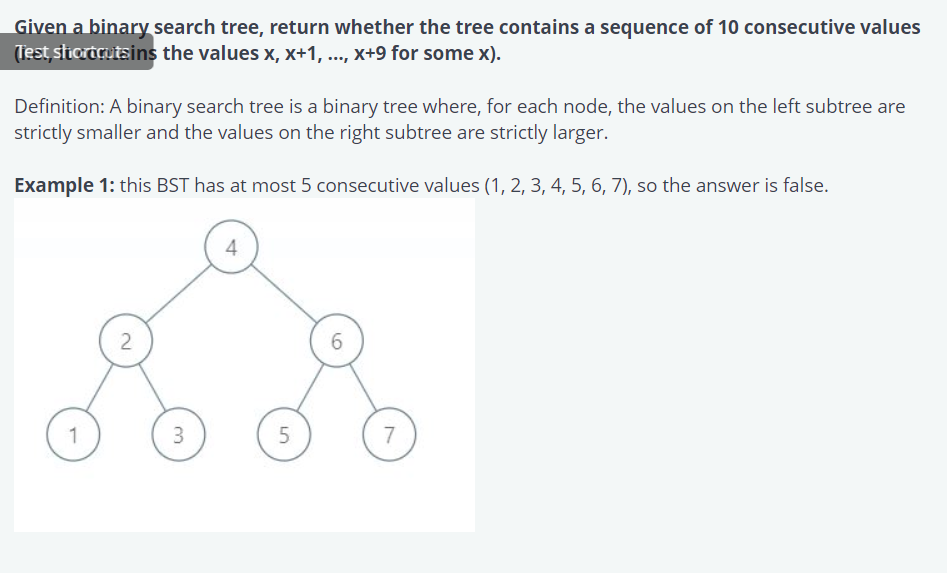 Given a binary search tree, return whether the tree contains a sequence of 10 consecutive values
Test shortcuts
the values x, x+1, ..., x+9 for some x).
Definition: A binary search tree is a binary tree where, for each node, the values on the left subtree are
strictly smaller and the values on the right subtree are strictly larger.
Example 1: this BST has at most 5 consecutive values (1, 2, 3, 4, 5, 6, 7), so the answer is false.
4
2 6
1 3 5 7